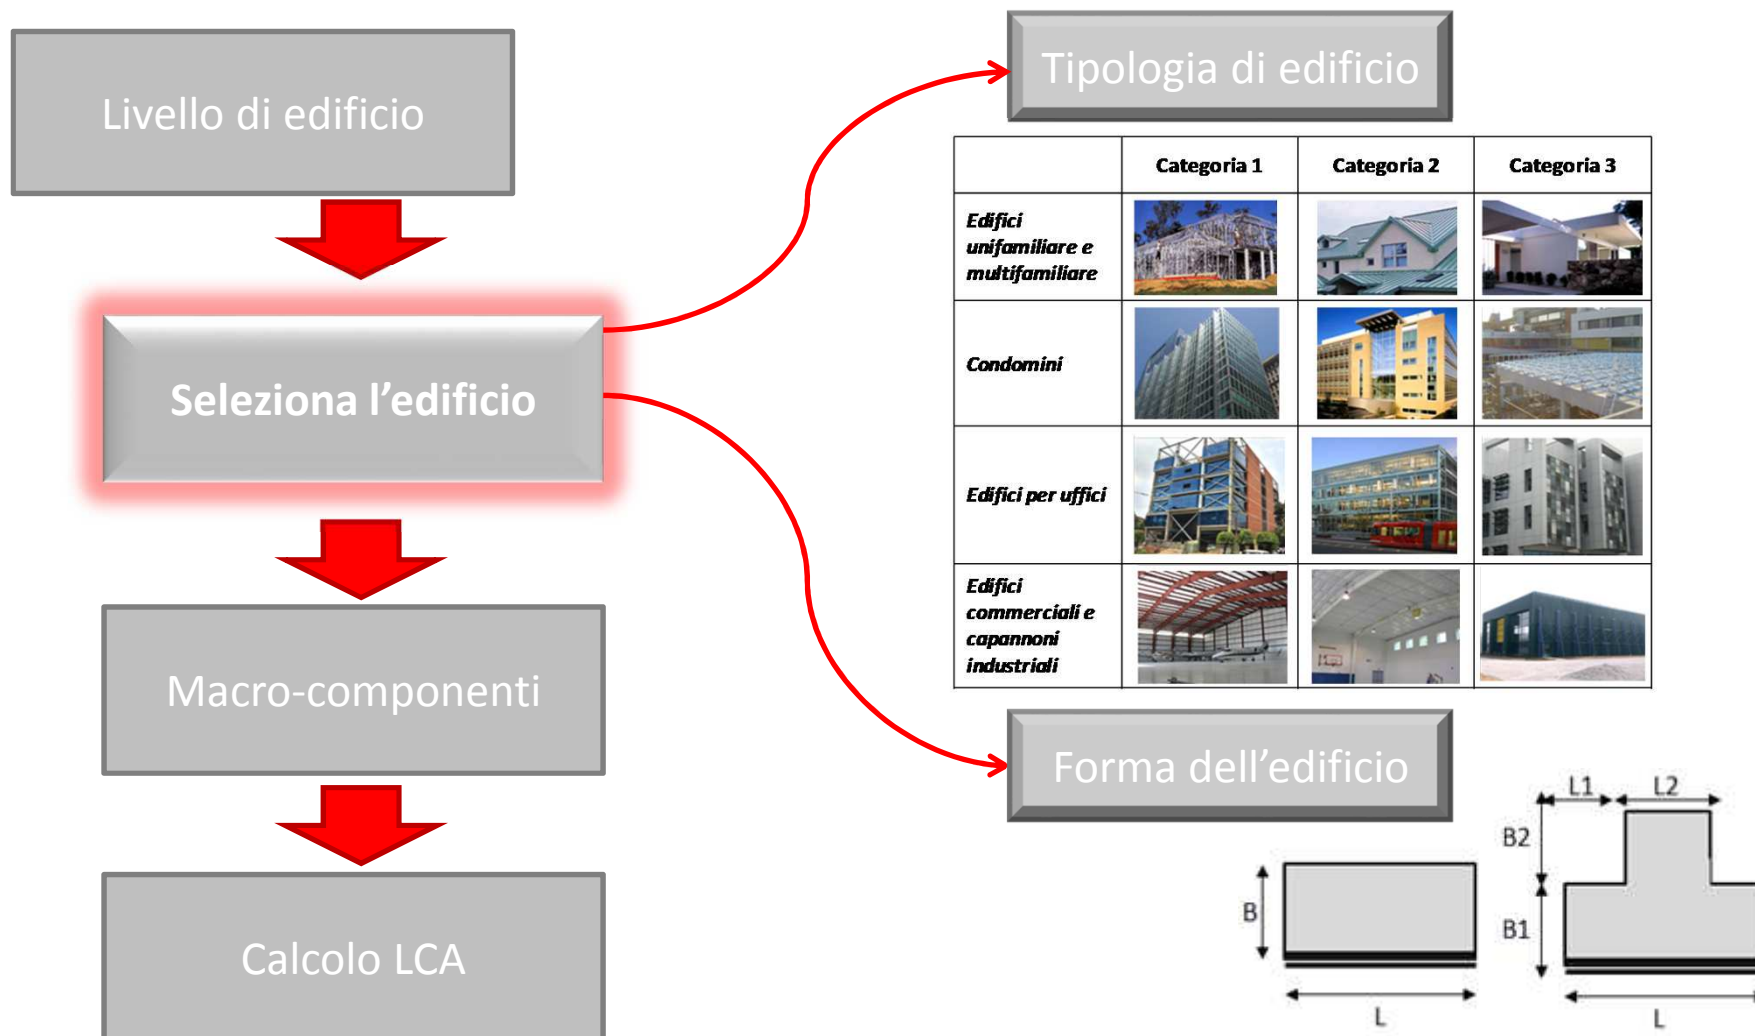 Livello di edificio
Seleziona l'edificio
Macro-componenti
Calcolo LCA
Tipologia di edificio
Categoria 1
Categoria 2
Categoria 3
Edifici
unifamiliare e
multifamiliare
Condomini
Edifici per uffici
Edifici
commerciali e
capannoni
industriali
Forma dell'edificio
B
L
L1
L2
B2
B1
L